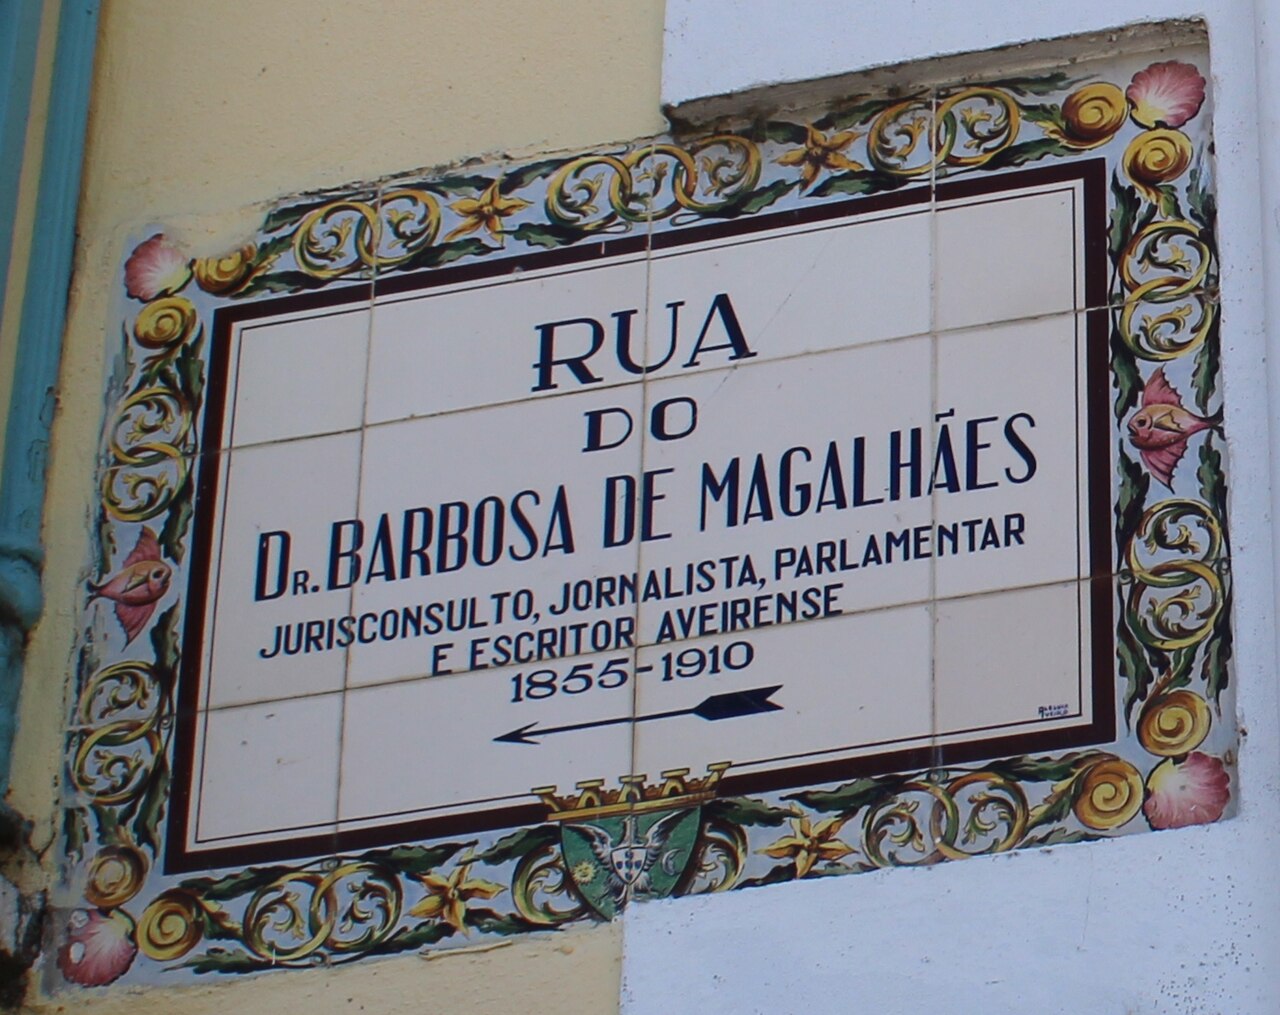 RUA
DO
DR. BARBOSA DE MAGALHÃES
JURISCONSULTO, JORNALISTA, PARLAMENTAR
E ESCRITOR AVEIRENSE
1855-1910